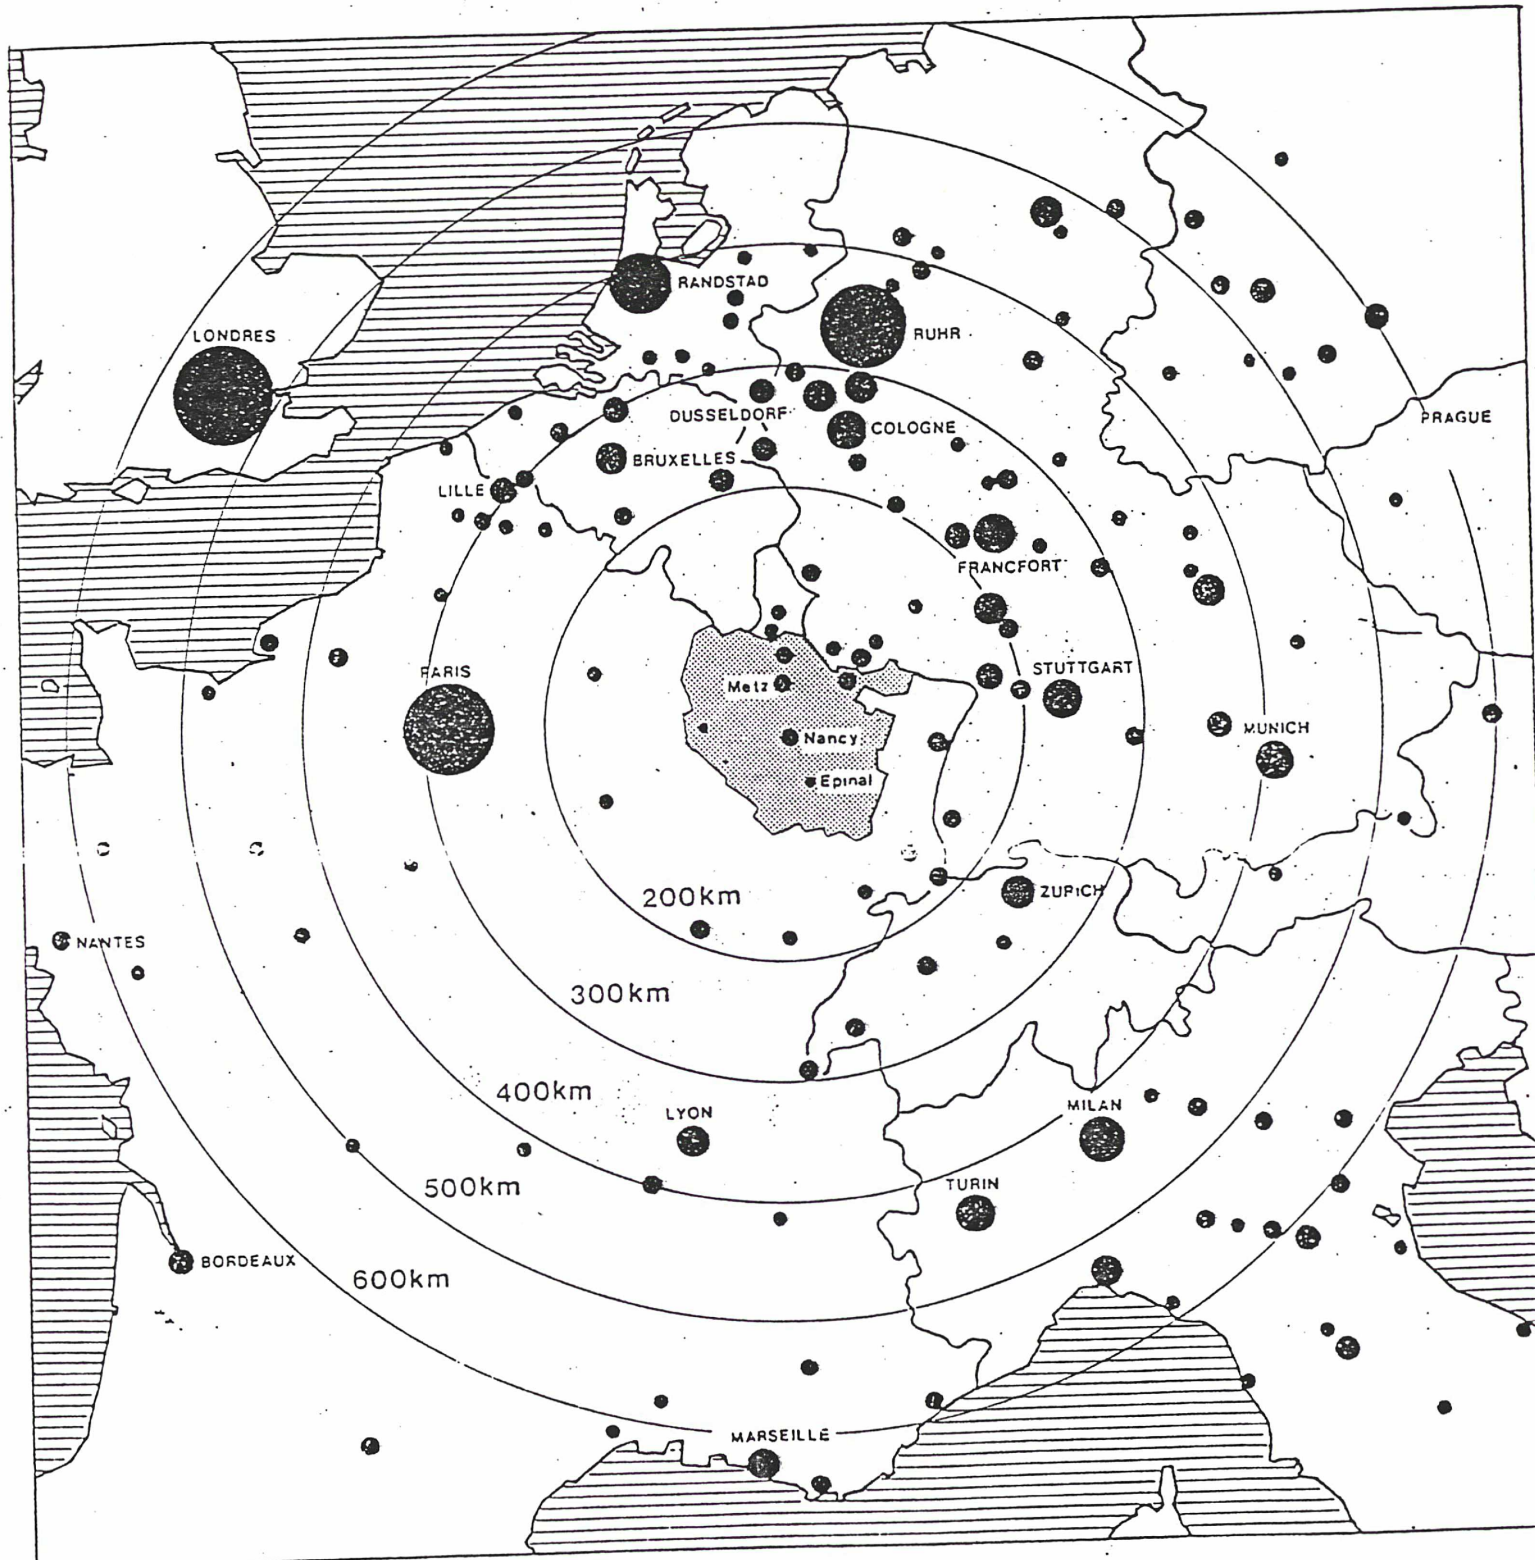 RANDSTAD
LONDRES
RUHR
DUSSELDORF
PRAGUE
COLOGNE
BRUXELLES
LILLE
FRANCFORT
PARIS
STUTTGART
Metz
MUNICH
Nancy
Epinal
ZURICH
200km
NANTES
300km
400km
LYON
MILAN
500km
TURIN
BORDEAUX
600km
MARSEILLE